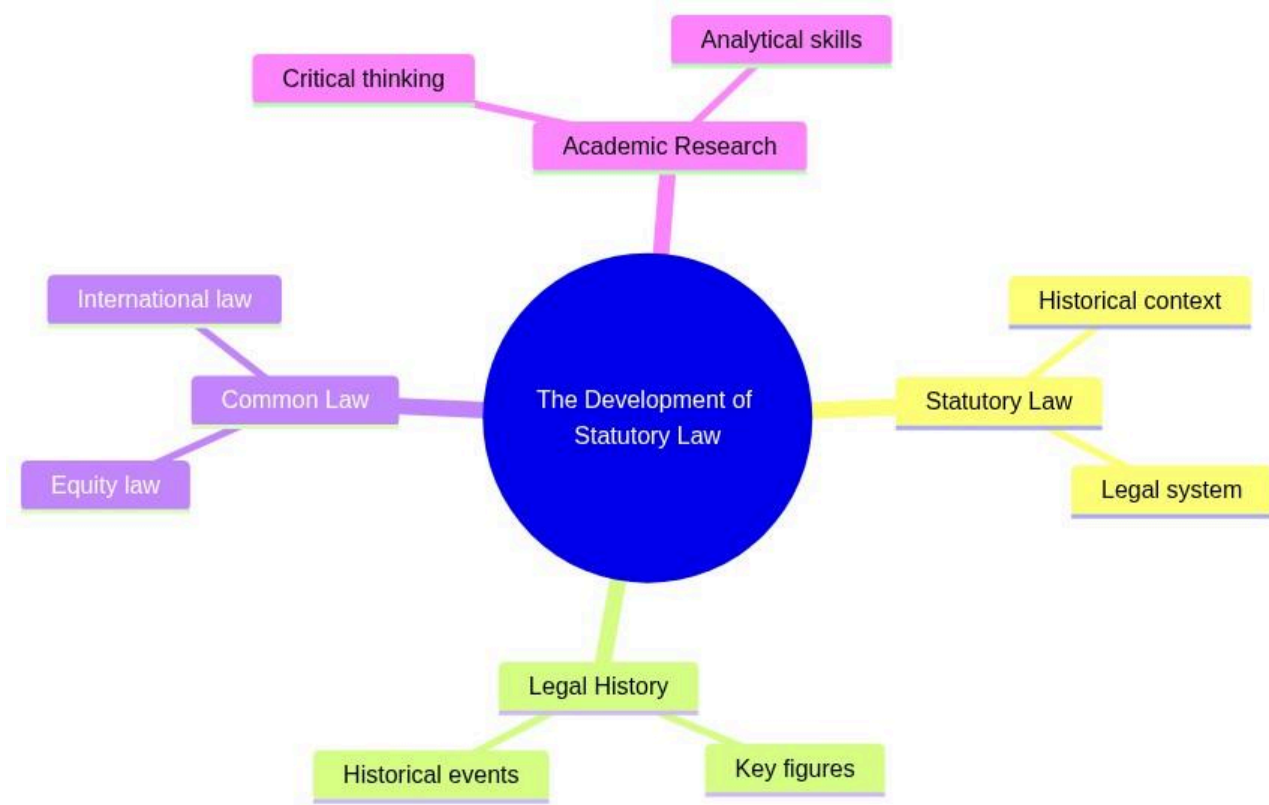 Analytical skills
Critical thinking
Academic Research
International law
Historical context
Common Law
The Development of
Statutory Law
Statutory Law
Equity law
Legal system
Legal History
Historical events
Key figures